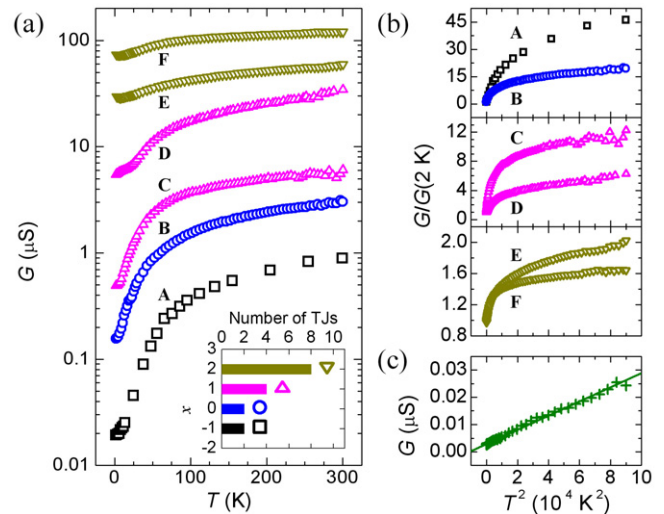 (a)
100
10
1
0.1
0.01
G (μS)
F
E
D
C
B
A
Number of TJs
0 2 4 6 8 10
3
2
1
0
-1
-2
x
0 100 200 300
T (K)
(b)
45
30
15
0
A
B
12
8
4
0
C
D
G/G(2 K)
2.0
1.6
1.2
0.8
E
F
(c)
0.03
0.02
0.01
0.00
G (μS)
0 2 4 6 8 10
T² (10⁴ K²)